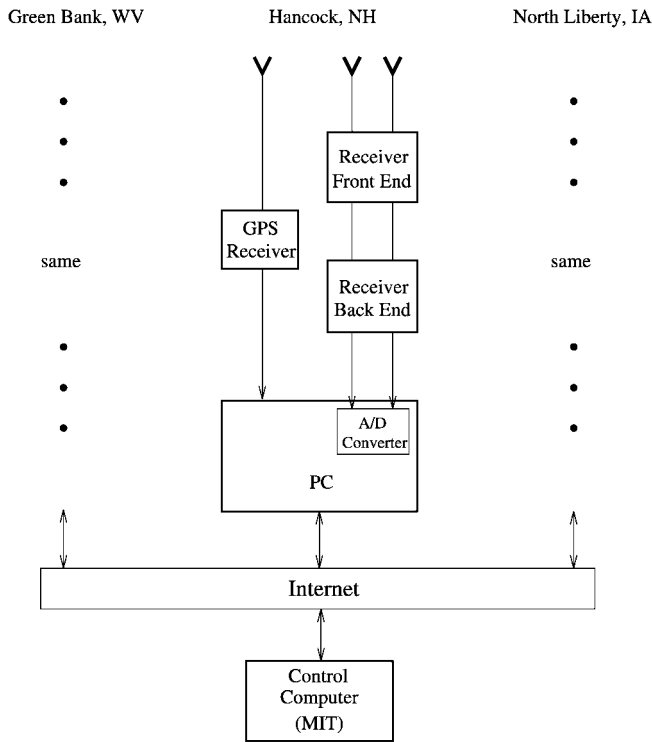 Green Bank, WV
Hancock, NH
North Liberty, IA
Receiver
Front End
GPS
Receiver
same
same
Receiver
Back End
A/D
Converter
PC
Internet
Control
Computer
(MIT)